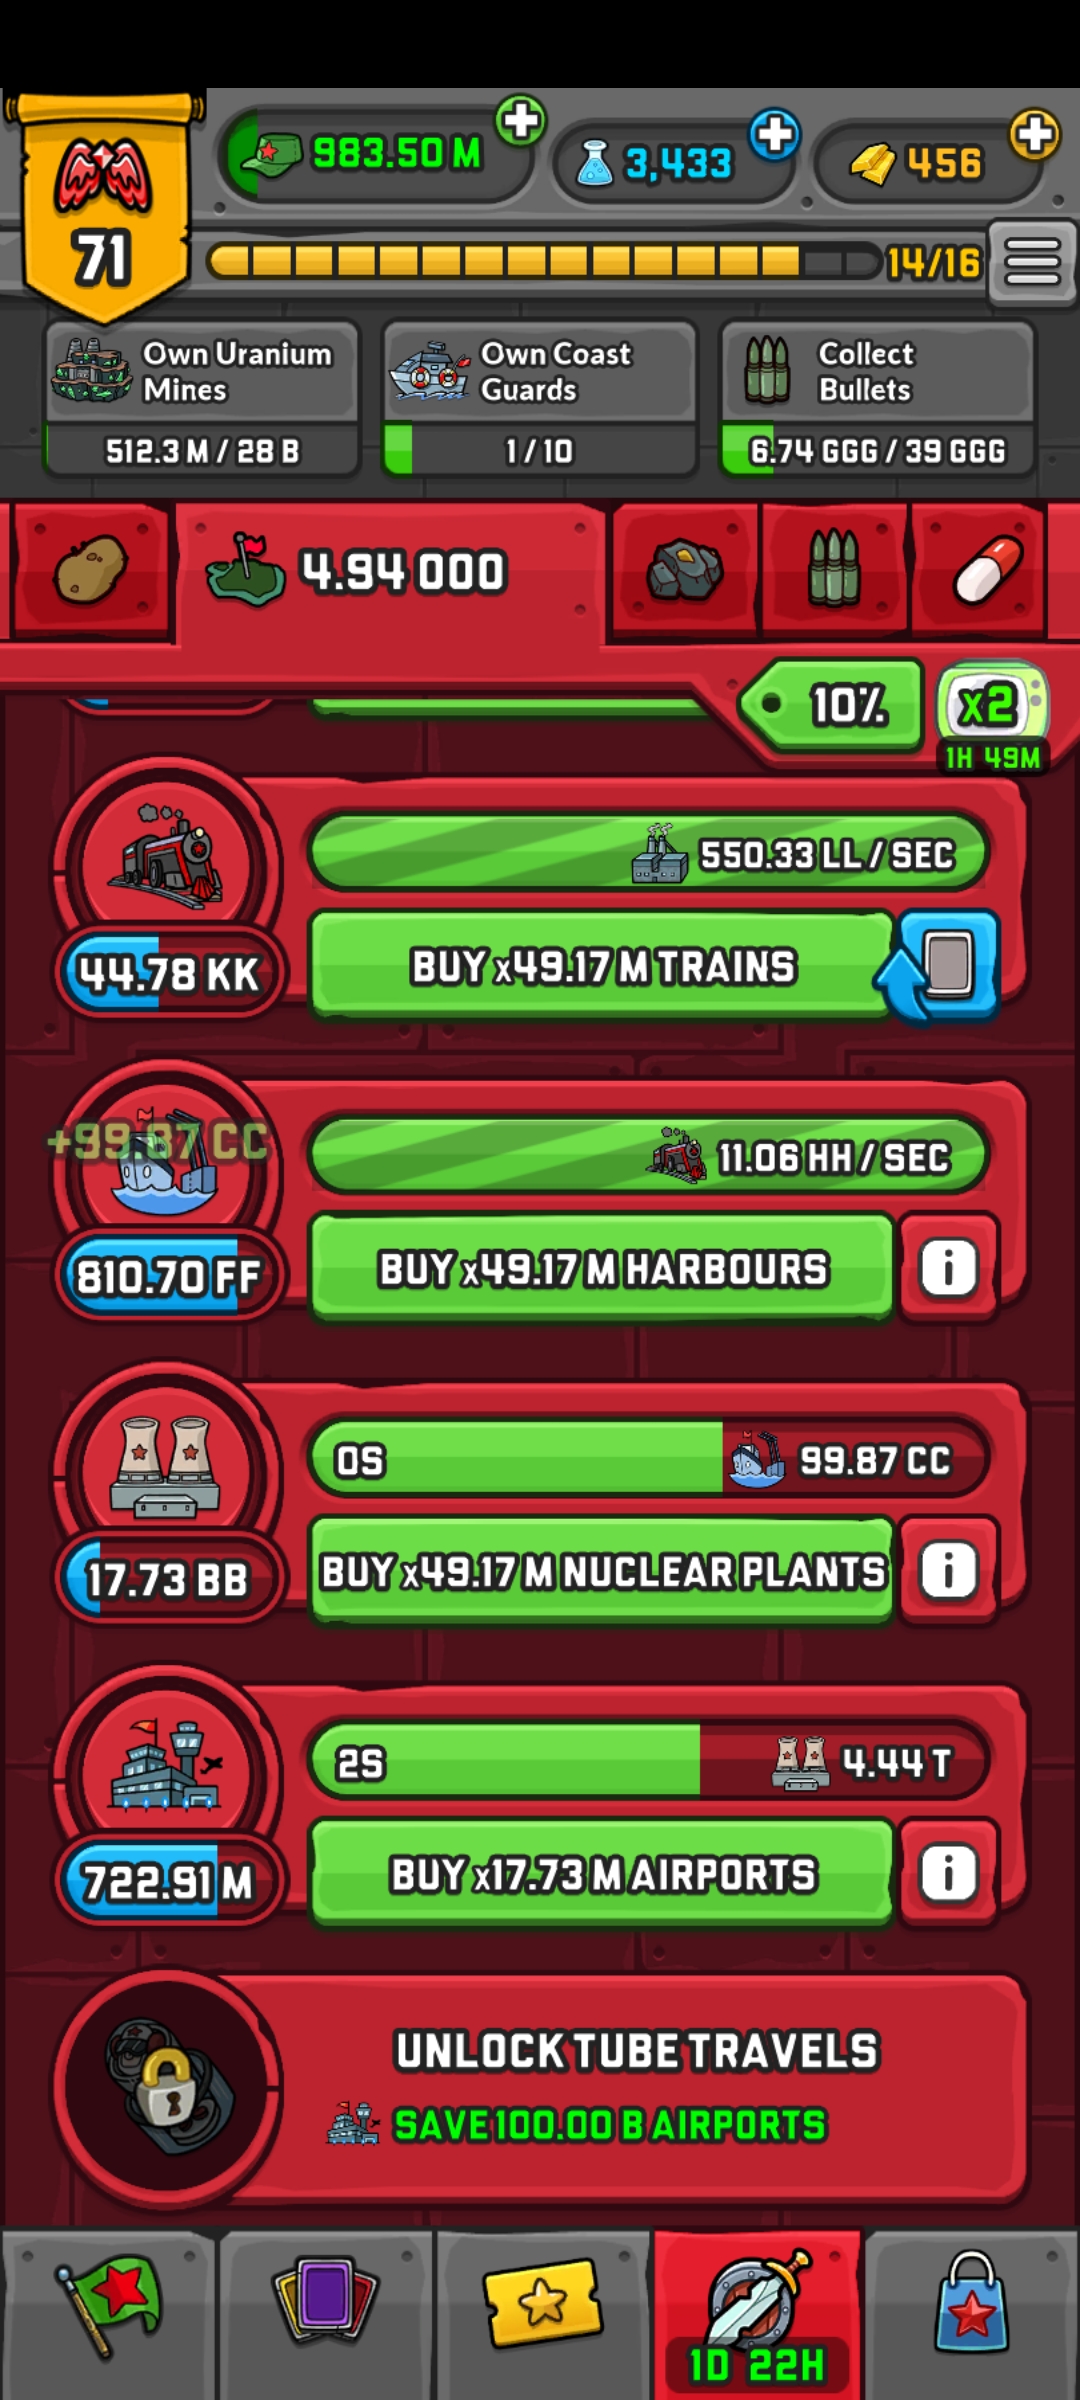 983.50 M
3,433
456
71
14/16
Own Uranium
Mines
512.3 M / 28 B
Own Coast
Guards
1 / 10
Collect
Bullets
6.74 GGG / 39 GGG
4.94 000
10%
x2
1H 49M
550.33 LL / SEC
44.78 KK
BUY x49.17 M TRAINS
+99.87 CC
11.06 HH / SEC
810.70 FF
BUY x49.17 M HARBOURS
i
0S
99.87 CC
17.73 BB
BUY x49.17 M NUCLEAR PLANTS
i
2S
4.44 T
722.91 M
BUY x17.73 M AIRPORTS
i
UNLOCK TUBE TRAVELS
SAVE 100.00 B AIRPORTS
1D 22H